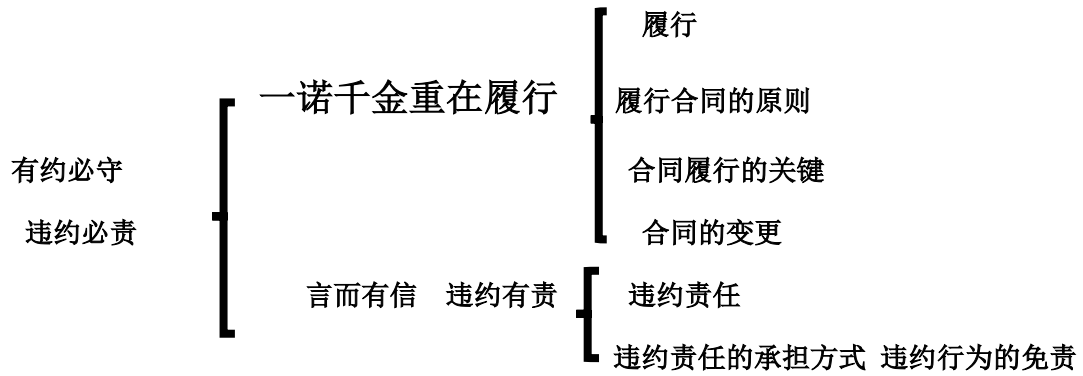 履行
一诺千金重在履行
履行合同的原则
有约必守
合同履行的关键
违约必责
合同的变更
言而有信 违约有责
违约责任
违约责任的承担方式 违约行为的免责